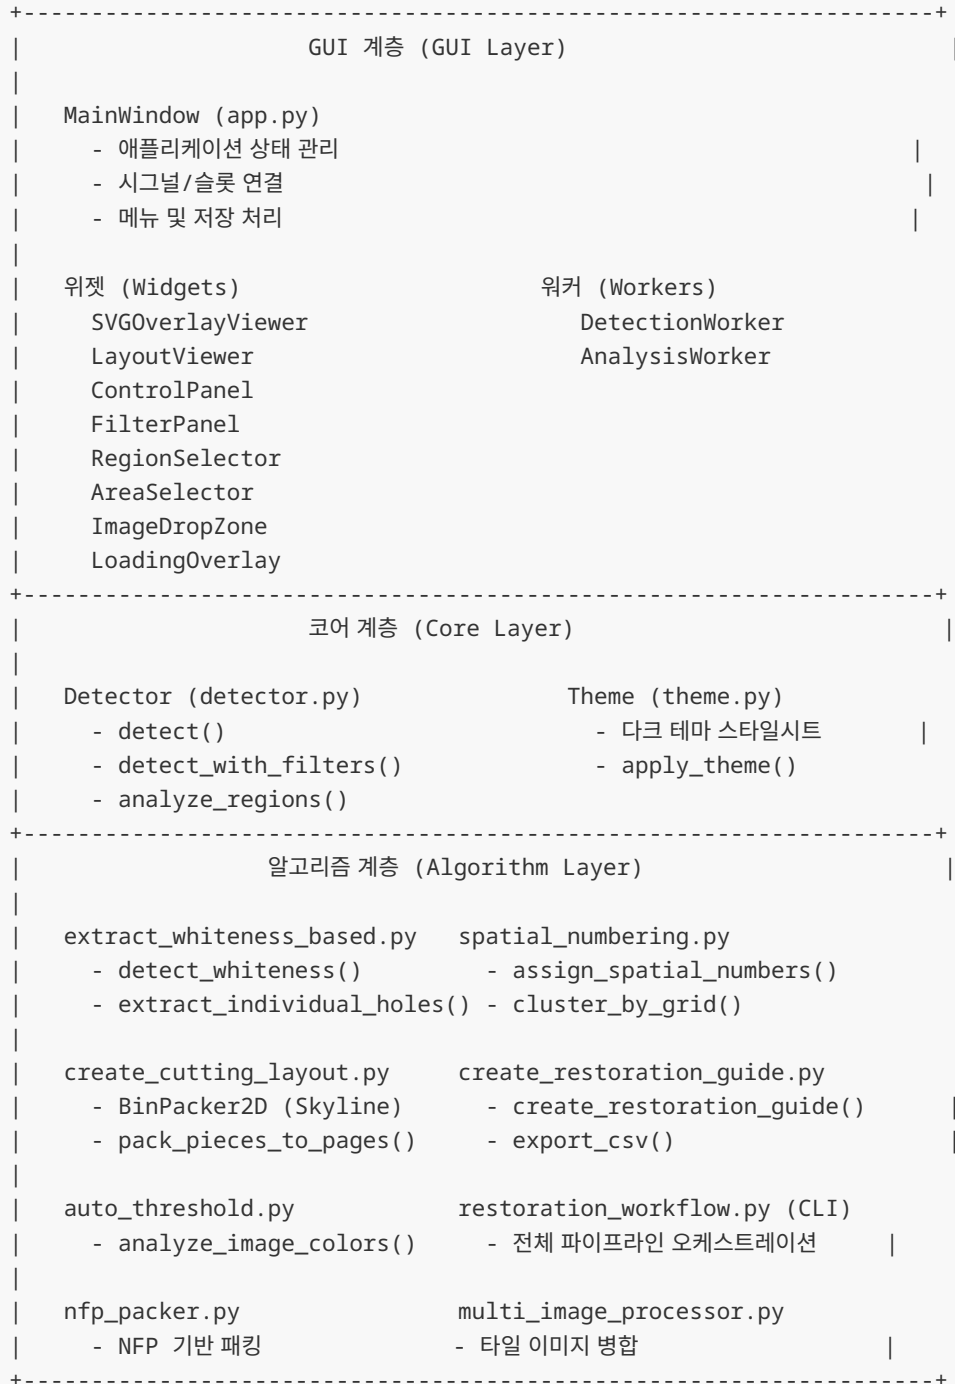 +-------------------------------------------------------------------+
|                     GUI 계층 (GUI Layer)                            |
|
|   MainWindow (app.py)
|     - 애플리케이션 상태 관리                                          |
|     - 시그널/슬롯 연결                                               |
|     - 메뉴 및 저장 처리                                              |
|
|   위젯 (Widgets)                      워커 (Workers)
|     SVGOverlayViewer                    DetectionWorker
|     LayoutViewer                        AnalysisWorker
|     ControlPanel
|     FilterPanel
|     RegionSelector
|     AreaSelector
|     ImageDropZone
|     LoadingOverlay
+-------------------------------------------------------------------+
|                     코어 계층 (Core Layer)                           |
|
|   Detector (detector.py)               Theme (theme.py)
|     - detect()                           - 다크 테마 스타일시트       |
|     - detect_with_filters()              - apply_theme()
|     - analyze_regions()
+-------------------------------------------------------------------+
|                  알고리즘 계층 (Algorithm Layer)                      |
|
|   extract_whiteness_based.py   spatial_numbering.py
|     - detect_whiteness()         - assign_spatial_numbers()
|     - extract_individual_holes() - cluster_by_grid()
|
|   create_cutting_layout.py     create_restoration_guide.py
|     - BinPacker2D (Skyline)      - create_restoration_guide()      |
|     - pack_pieces_to_pages()     - export_csv()                    |
|
|   auto_threshold.py            restoration_workflow.py (CLI)
|     - analyze_image_colors()     - 전체 파이프라인 오케스트레이션     |
|
|   nfp_packer.py                multi_image_processor.py
|     - NFP 기반 패킹              - 타일 이미지 병합                  |
+-------------------------------------------------------------------+